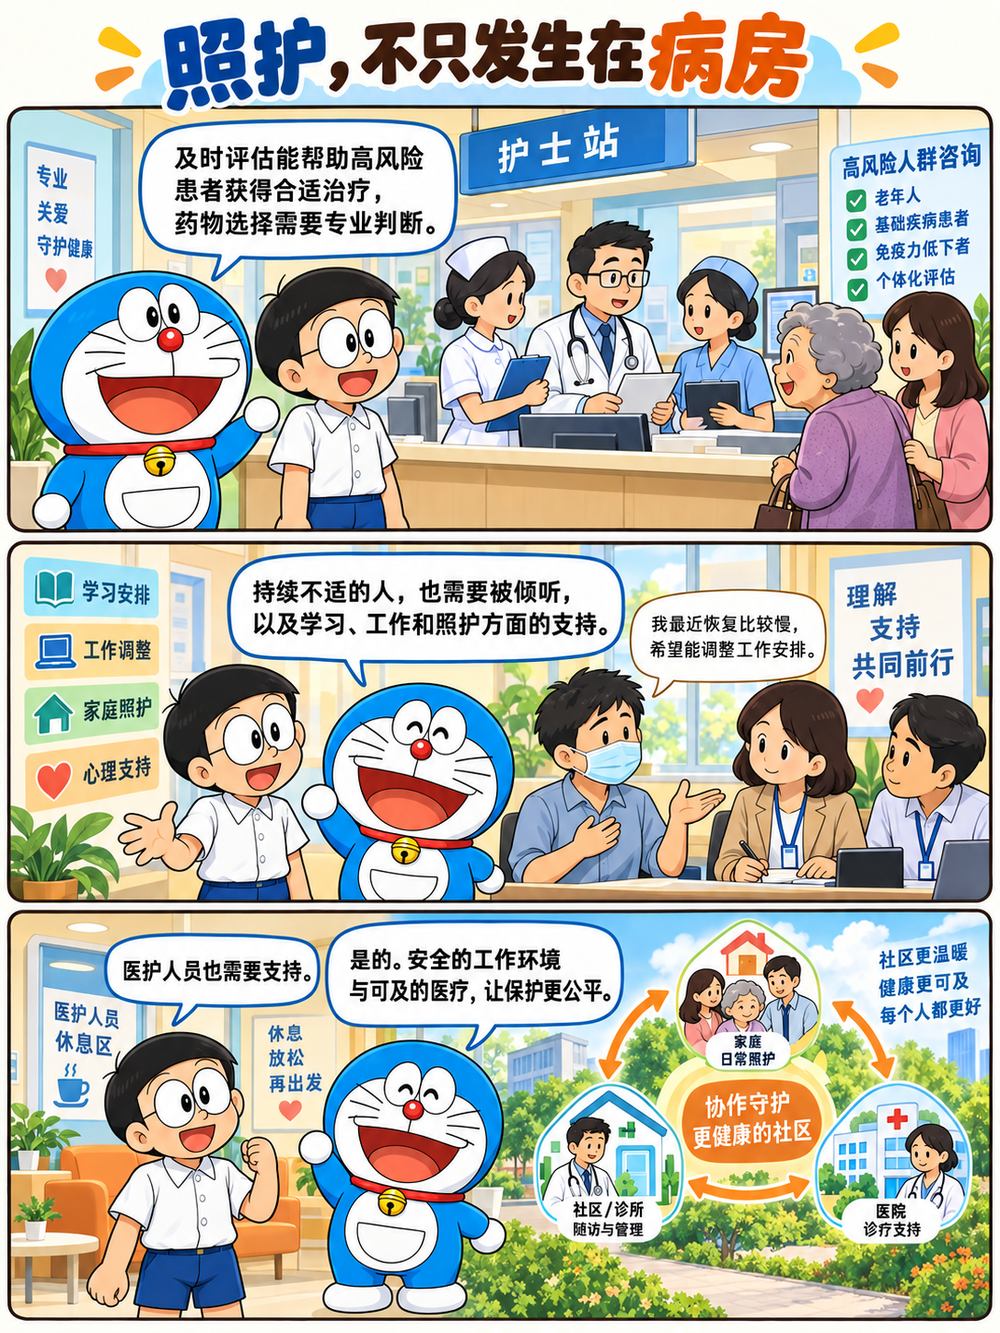 照护，不只发生在病房
专业
关爱
守护健康
及时评估能帮助高风险
患者获得合适治疗，
药物选择需要专业判断。
护士站
高风险人群咨询
老年人
基础疾病患者
免疫力低下者
个体化评估
学习安排
工作调整
家庭照护
心理支持
持续不适的人，也需要被倾听，
以及学习、工作和照护方面的支持。
我最近恢复比较慢，
希望能调整工作安排。
理解
支持
共同前行
医护人员也需要支持。
是的。安全的工作环境
与可及的医疗，让保护更公平。
医护人员
休息区
休息
放松
再出发
社区更温暖
健康更可及
每个人都更好
家庭
日常照护
协作守护
更健康的社区
社区/诊所
随访与管理
医院
诊疗支持